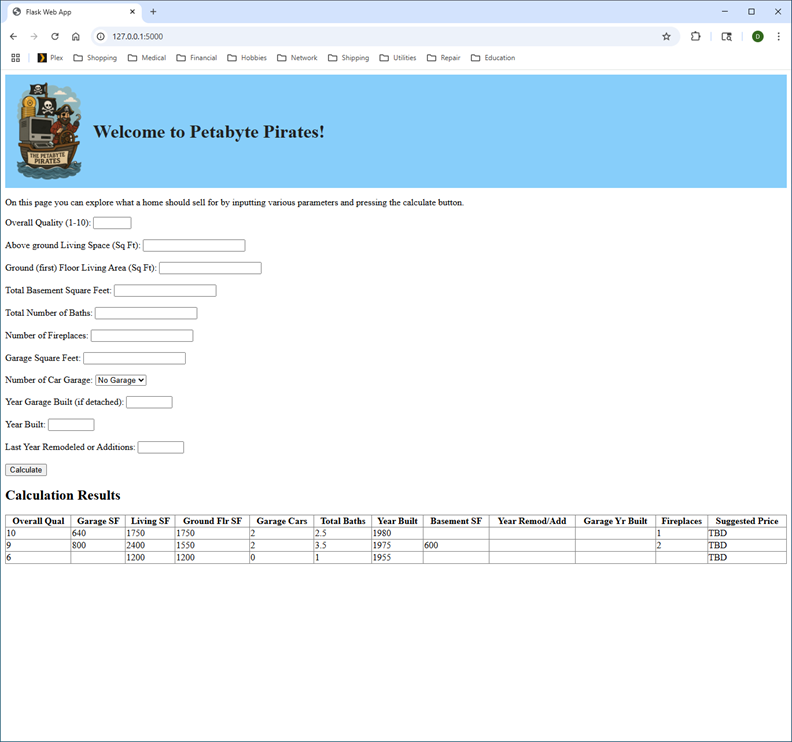 Flask Web App
127.0.0.1:5000
D
Plex Shopping Medical Financial Hobbies Network Shipping Utilities Repair Education
THE PETABYTE
PIRATES
Welcome to Petabyte Pirates!
On this page you can explore what a home should sell for by inputting various parameters and pressing the calculate button.
Overall Quality (1-10):
Above ground Living Space (Sq Ft):
Ground (first) Floor Living Area (Sq Ft):
Total Basement Square Feet:
Total Number of Baths:
Number of Fireplaces:
Garage Square Feet:
Number of Car Garage: No Garage
Year Garage Built (if detached):
Year Built:
Last Year Remodeled or Additions:
Calculate
Calculation Results
Overall Qual Garage SF Living SF Ground Flr SF Garage Cars Total Baths Year Built Basement SF Year Remod/Add Garage Yr Built Fireplaces Suggested Price
10 640 1750 1750 2 2.5 1980 1 TBD
9 800 2400 1550 2 3.5 1975 600 2 TBD
6 1200 1200 0 1 1955 TBD